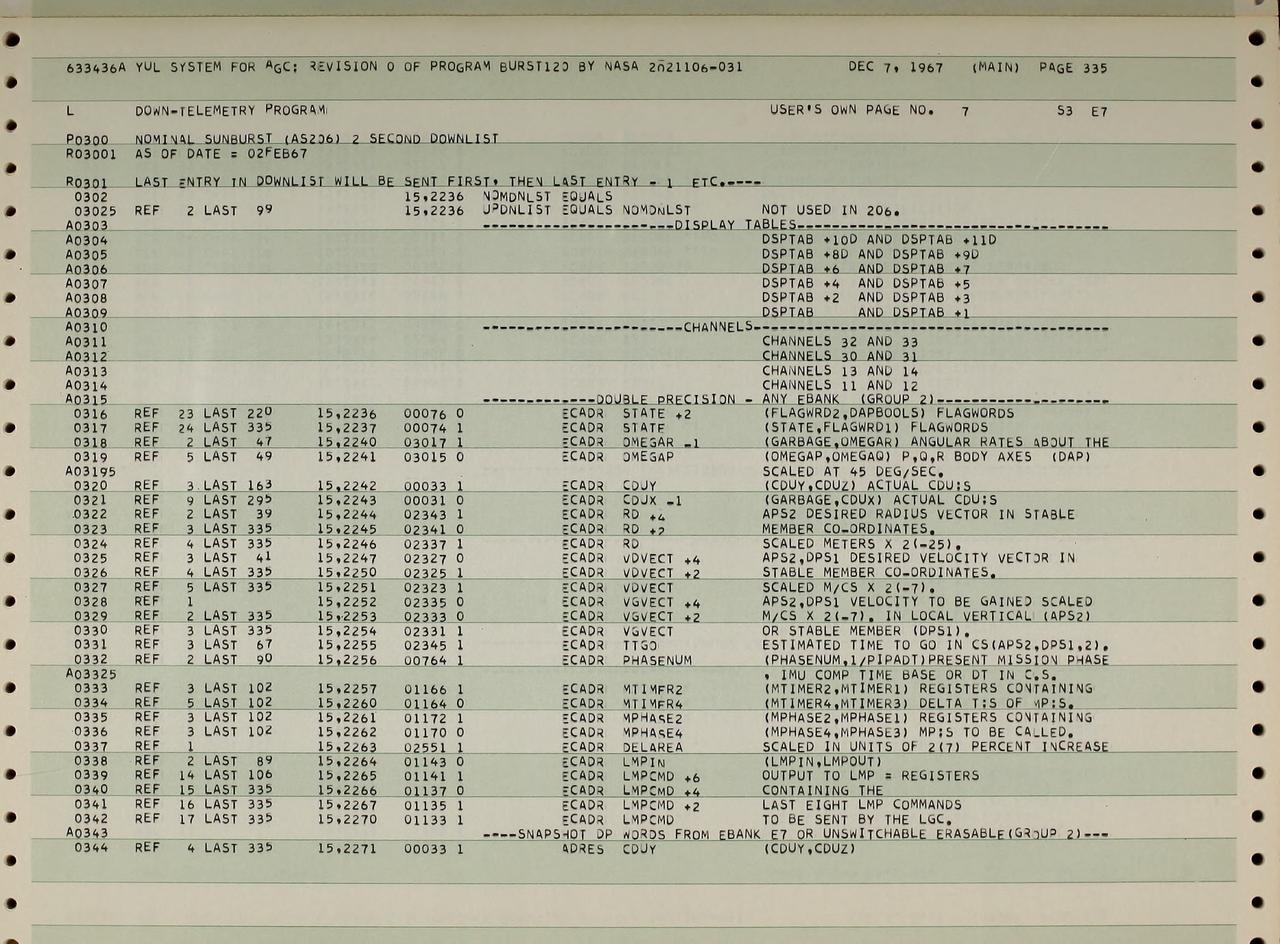 633436A YUL SYSTEM FOR AGC: REVISION 0 OF PROGRAM BURST120 BY NASA 2021106-031 DEC 7, 1967 (MAIN) PAGE 335
L DOWN-TELEMETRY PROGRAM USER'S OWN PAGE NO. 7 S3 E7
P0300 NOMINAL SUNBURST (AS206) 2 SECOND DOWNLIST
R03001 AS OF DATE = 02FEB67
R0301 LAST ENTRY IN DOWNLIST WILL BE SENT FIRST, THEN LAST ENTRY - 1 ETC.----
0302 15,2236 NOMDNLST EQUALS
03025 REF 2 LAST 99 15,2236 UPDNLIST EQUALS NOMDNLST NOT USED IN 206.
A0303 ----------------------DISPLAY TABLES------------------------------------
A0304 DSPTAB +10D AND DSPTAB +11D
A0305 DSPTAB +8D AND DSPTAB +9D
A0306 DSPTAB +6 AND DSPTAB +7
A0307 DSPTAB +4 AND DSPTAB +5
A0308 DSPTAB +2 AND DSPTAB +3
A0309 DSPTAB AND DSPTAB +1
A0310 -----------------------CHANNELS-----------------------------------------
A0311 CHANNELS 32 AND 33
A0312 CHANNELS 30 AND 31
A0313 CHANNELS 13 AND 14
A0314 CHANNELS 11 AND 12
A0315 -------------DOUBLE PRECISION - ANY EBANK (GROUP 2)--------------------
0316 REF 23 LAST 220 15,2236 00076 0 ECADR STATE +2 (FLAGWRD2,DAPBOOLS) FLAGWORDS
0317 REF 24 LAST 335 15,2237 00074 1 ECADR STATE (STATE,FLAGWRD1) FLAGWORDS
0318 REF 2 LAST 47 15,2240 03017 1 ECADR OMEGAR -1 (GARBAGE,OMEGAR) ANGULAR RATES ABOUT THE
0319 REF 5 LAST 49 15,2241 03015 0 ECADR OMEGAP (OMEGAP,OMEGAQ) P,Q,R BODY AXES (DAP)
A03195 SCALED AT 45 DEG/SEC.
0320 REF 3 LAST 163 15,2242 00033 1 ECADR CDUY (CDUY,CDUZ) ACTUAL CDU:S
0321 REF 9 LAST 295 15,2243 00031 0 ECADR CDUX -1 (GARBAGE,CDUX) ACTUAL CDU:S
0322 REF 2 LAST 39 15,2244 02343 1 ECADR RD +4 APS2 DESIRED RADIUS VECTOR IN STABLE
0323 REF 3 LAST 335 15,2245 02341 0 ECADR RD +2 MEMBER CO-ORDINATES.
0324 REF 4 LAST 335 15,2246 02337 1 ECADR RD SCALED METERS X 2(-25).
0325 REF 3 LAST 41 15,2247 02327 0 ECADR VDVECT +4 APS2,DPS1 DESIRED VELOCITY VECTOR IN
0326 REF 4 LAST 335 15,2250 02325 1 ECADR VDVECT +2 STABLE MEMBER CO-ORDINATES.
0327 REF 5 LAST 335 15,2251 02323 1 ECADR VDVECT SCALED M/CS X 2(-7).
0328 REF 1 15,2252 02335 0 ECADR VGVECT +4 APS2,DPS1 VELOCITY TO BE GAINED SCALED
0329 REF 2 LAST 335 15,2253 02333 0 ECADR VGVECT +2 M/CS X 2(-7). IN LOCAL VERTICAL (APS2)
0330 REF 3 LAST 335 15,2254 02331 1 ECADR VGVECT OR STABLE MEMBER (DPS1).
0331 REF 3 LAST 67 15,2255 02345 1 ECADR TTGO ESTIMATED TIME TO GO IN CS(APS2,DPS1,2).
0332 REF 2 LAST 90 15,2256 00764 1 ECADR PHASENUM (PHASENUM,1/PIPADT)PRESENT MISSION PHASE
A03325 , IMU COMP TIME BASE OR DT IN C.S.
0333 REF 3 LAST 102 15,2257 01166 1 ECADR MTIMER2 (MTIMER2,MTIMER1) REGISTERS CONTAINING
0334 REF 5 LAST 102 15,2260 01164 0 ECADR MTIMER4 (MTIMER4,MTIMER3) DELTA T:S OF MP:S.
0335 REF 3 LAST 102 15,2261 01172 1 ECADR MPHASE2 (MPHASE2,MPHASE1) REGISTERS CONTAINING
0336 REF 3 LAST 102 15,2262 01170 0 ECADR MPHASE4 (MPHASE4,MPHASE3) MP:S TO BE CALLED.
0337 REF 1 15,2263 02551 1 ECADR DELAREA SCALED IN UNITS OF 2(7) PERCENT INCREASE
0338 REF 2 LAST 89 15,2264 01143 0 ECADR LMPIN (LMPIN,LMPOUT)
0339 REF 14 LAST 106 15,2265 01141 1 ECADR LMPCMD +6 OUTPUT TO LMP = REGISTERS
0340 REF 15 LAST 335 15,2266 01137 0 ECADR LMPCMD +4 CONTAINING THE
0341 REF 16 LAST 335 15,2267 01135 1 ECADR LMPCMD +2 LAST EIGHT LMP COMMANDS
0342 REF 17 LAST 335 15,2270 01133 1 ECADR LMPCMD TO BE SENT BY THE LGC.
A0343 ----SNAPSHOT DP WORDS FROM EBANK E7 OR UNSWITCHABLE ERASABLE(GROUP 2)---
0344 REF 4 LAST 335 15,2271 00033 1 ADRES CDUY (CDUY,CDUZ)